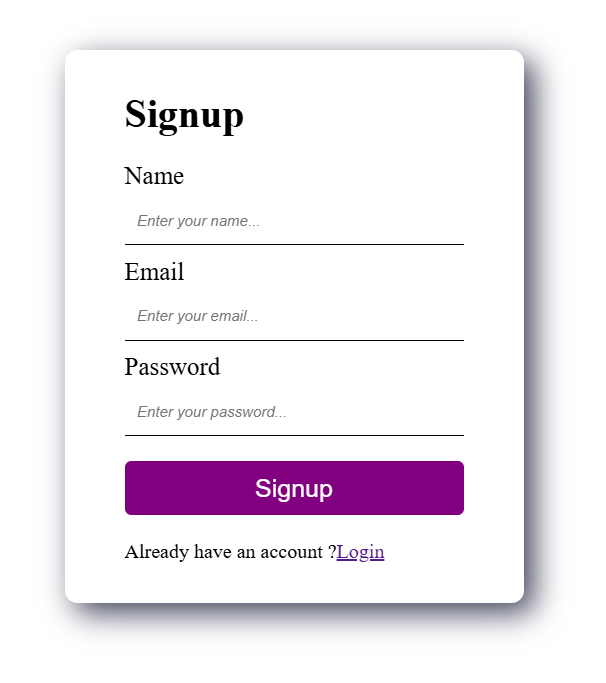 Signup
Name
Enter your name...
Email
Enter your email...
Password
Enter your password...
Signup
Already have an account ?Login